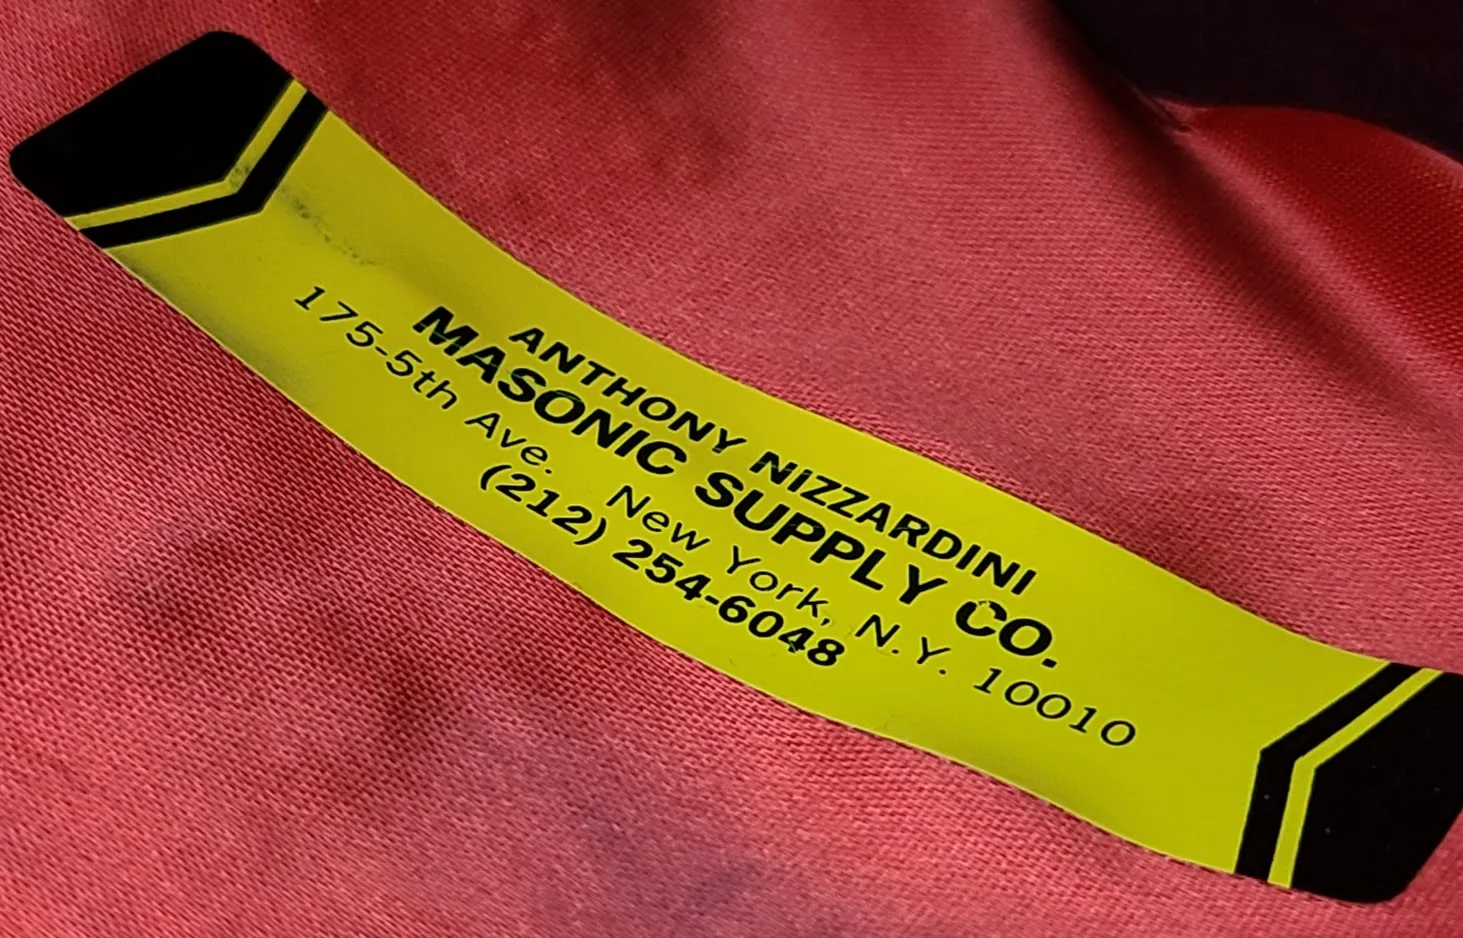 ANTHONY NIZZARDINI
MASONIC SUPPLY CO.
175-5th Ave. New York, N.Y. 10010
(212) 254-6048